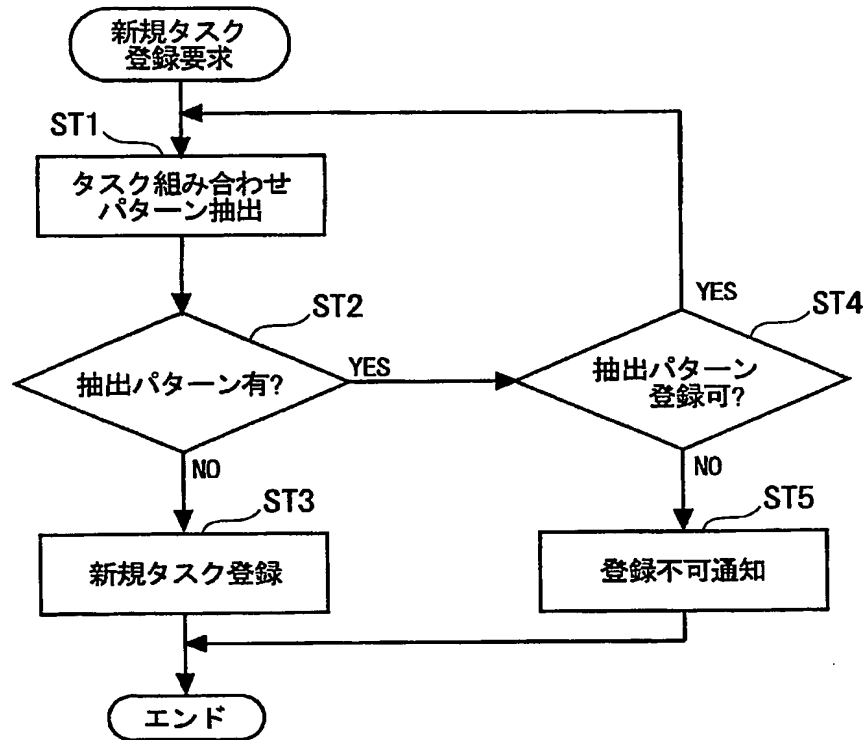 新規タスク
登録要求
ST1
タスク組み合わせ
パターン抽出
ST2
抽出パターン有?
YES
NO
ST4
抽出パターン
登録可?
YES
NO
ST3
新規タスク登録
ST5
登録不可通知
エンド